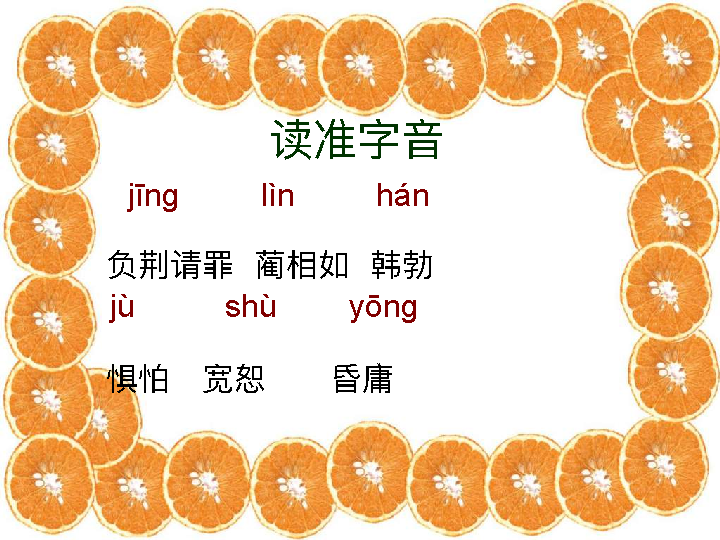 读准字音
jīng lìn hán
负荆请罪 蔺相如 韩勃
jù shù yōng
惧怕 宽恕 昏庸